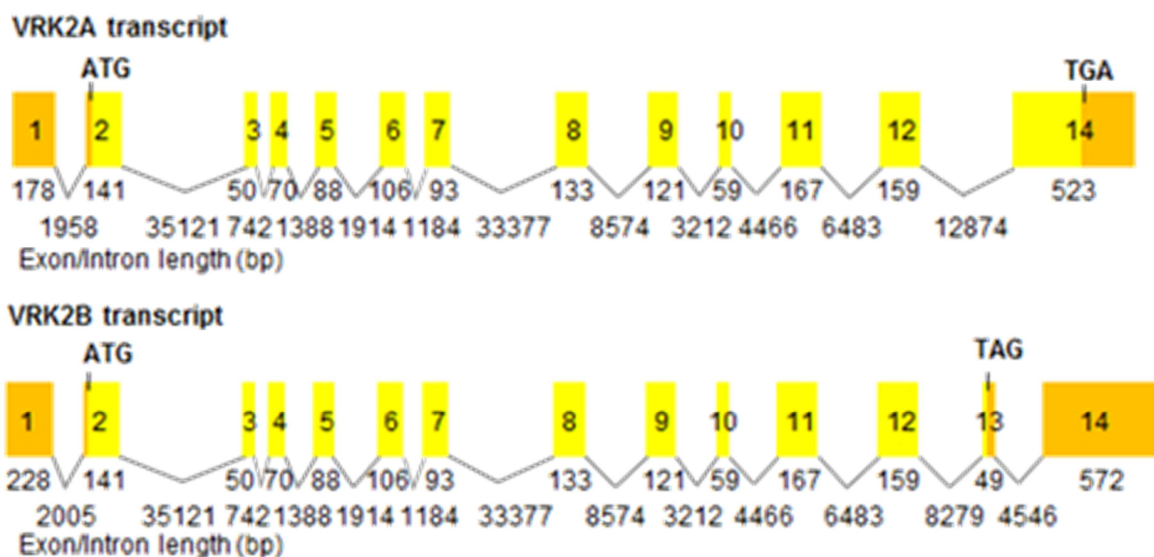 VRK2A transcript
ATG TGA
1 2 3 4 5 6 7 8 9 10 11 12 14
178 141 50 70 88 106 93 133 121 59 167 159 523
1958 35121 742 1388 1914 1184 33377 8574 3212 4466 6483 12874
Exon/Intron length (bp)
VRK2B transcript
ATG TAG
1 2 3 4 5 6 7 8 9 10 11 12 13 14
228 141 50 70 88 106 93 133 121 59 167 159 49 572
2005 35121 742 1388 1914 1184 33377 8574 3212 4466 6483 8279 4546
Exon/Intron length (bp)